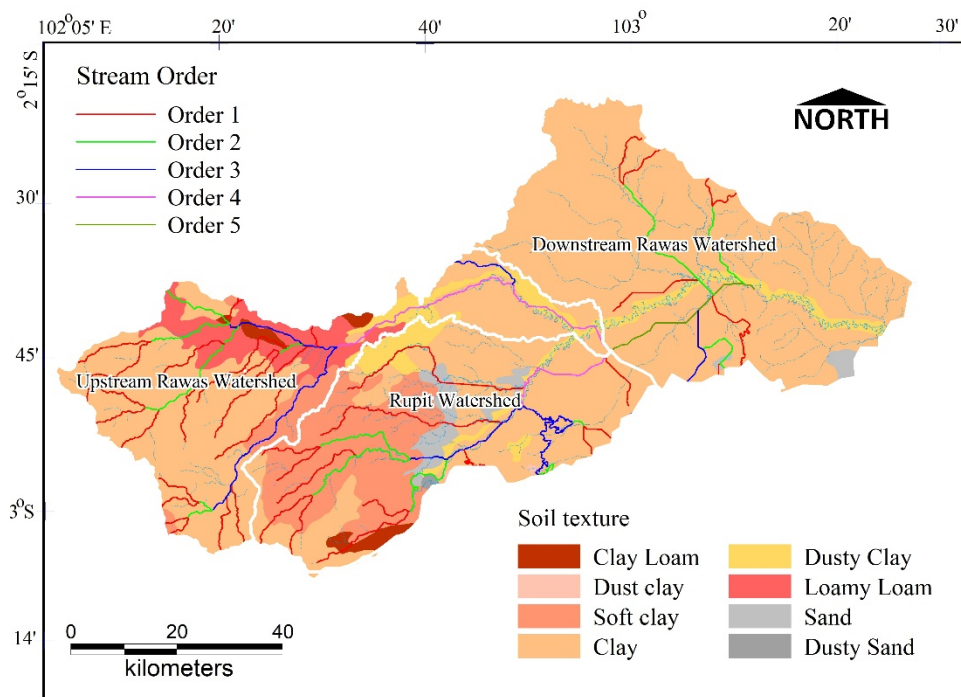 102°05' E
20'
40'
103°
20'
30'
2°15' S
30'
45'
3°S
14'
Stream Order
Order 1
Order 2
Order 3
Order 4
Order 5
NORTH
Downstream Rawas Watershed
Upstream Rawas Watershed
Rupit Watershed
Soil texture
Clay Loam
Dust clay
Soft clay
Clay
Dusty Clay
Loamy Loam
Sand
Dusty Sand
0 20 40
kilometers